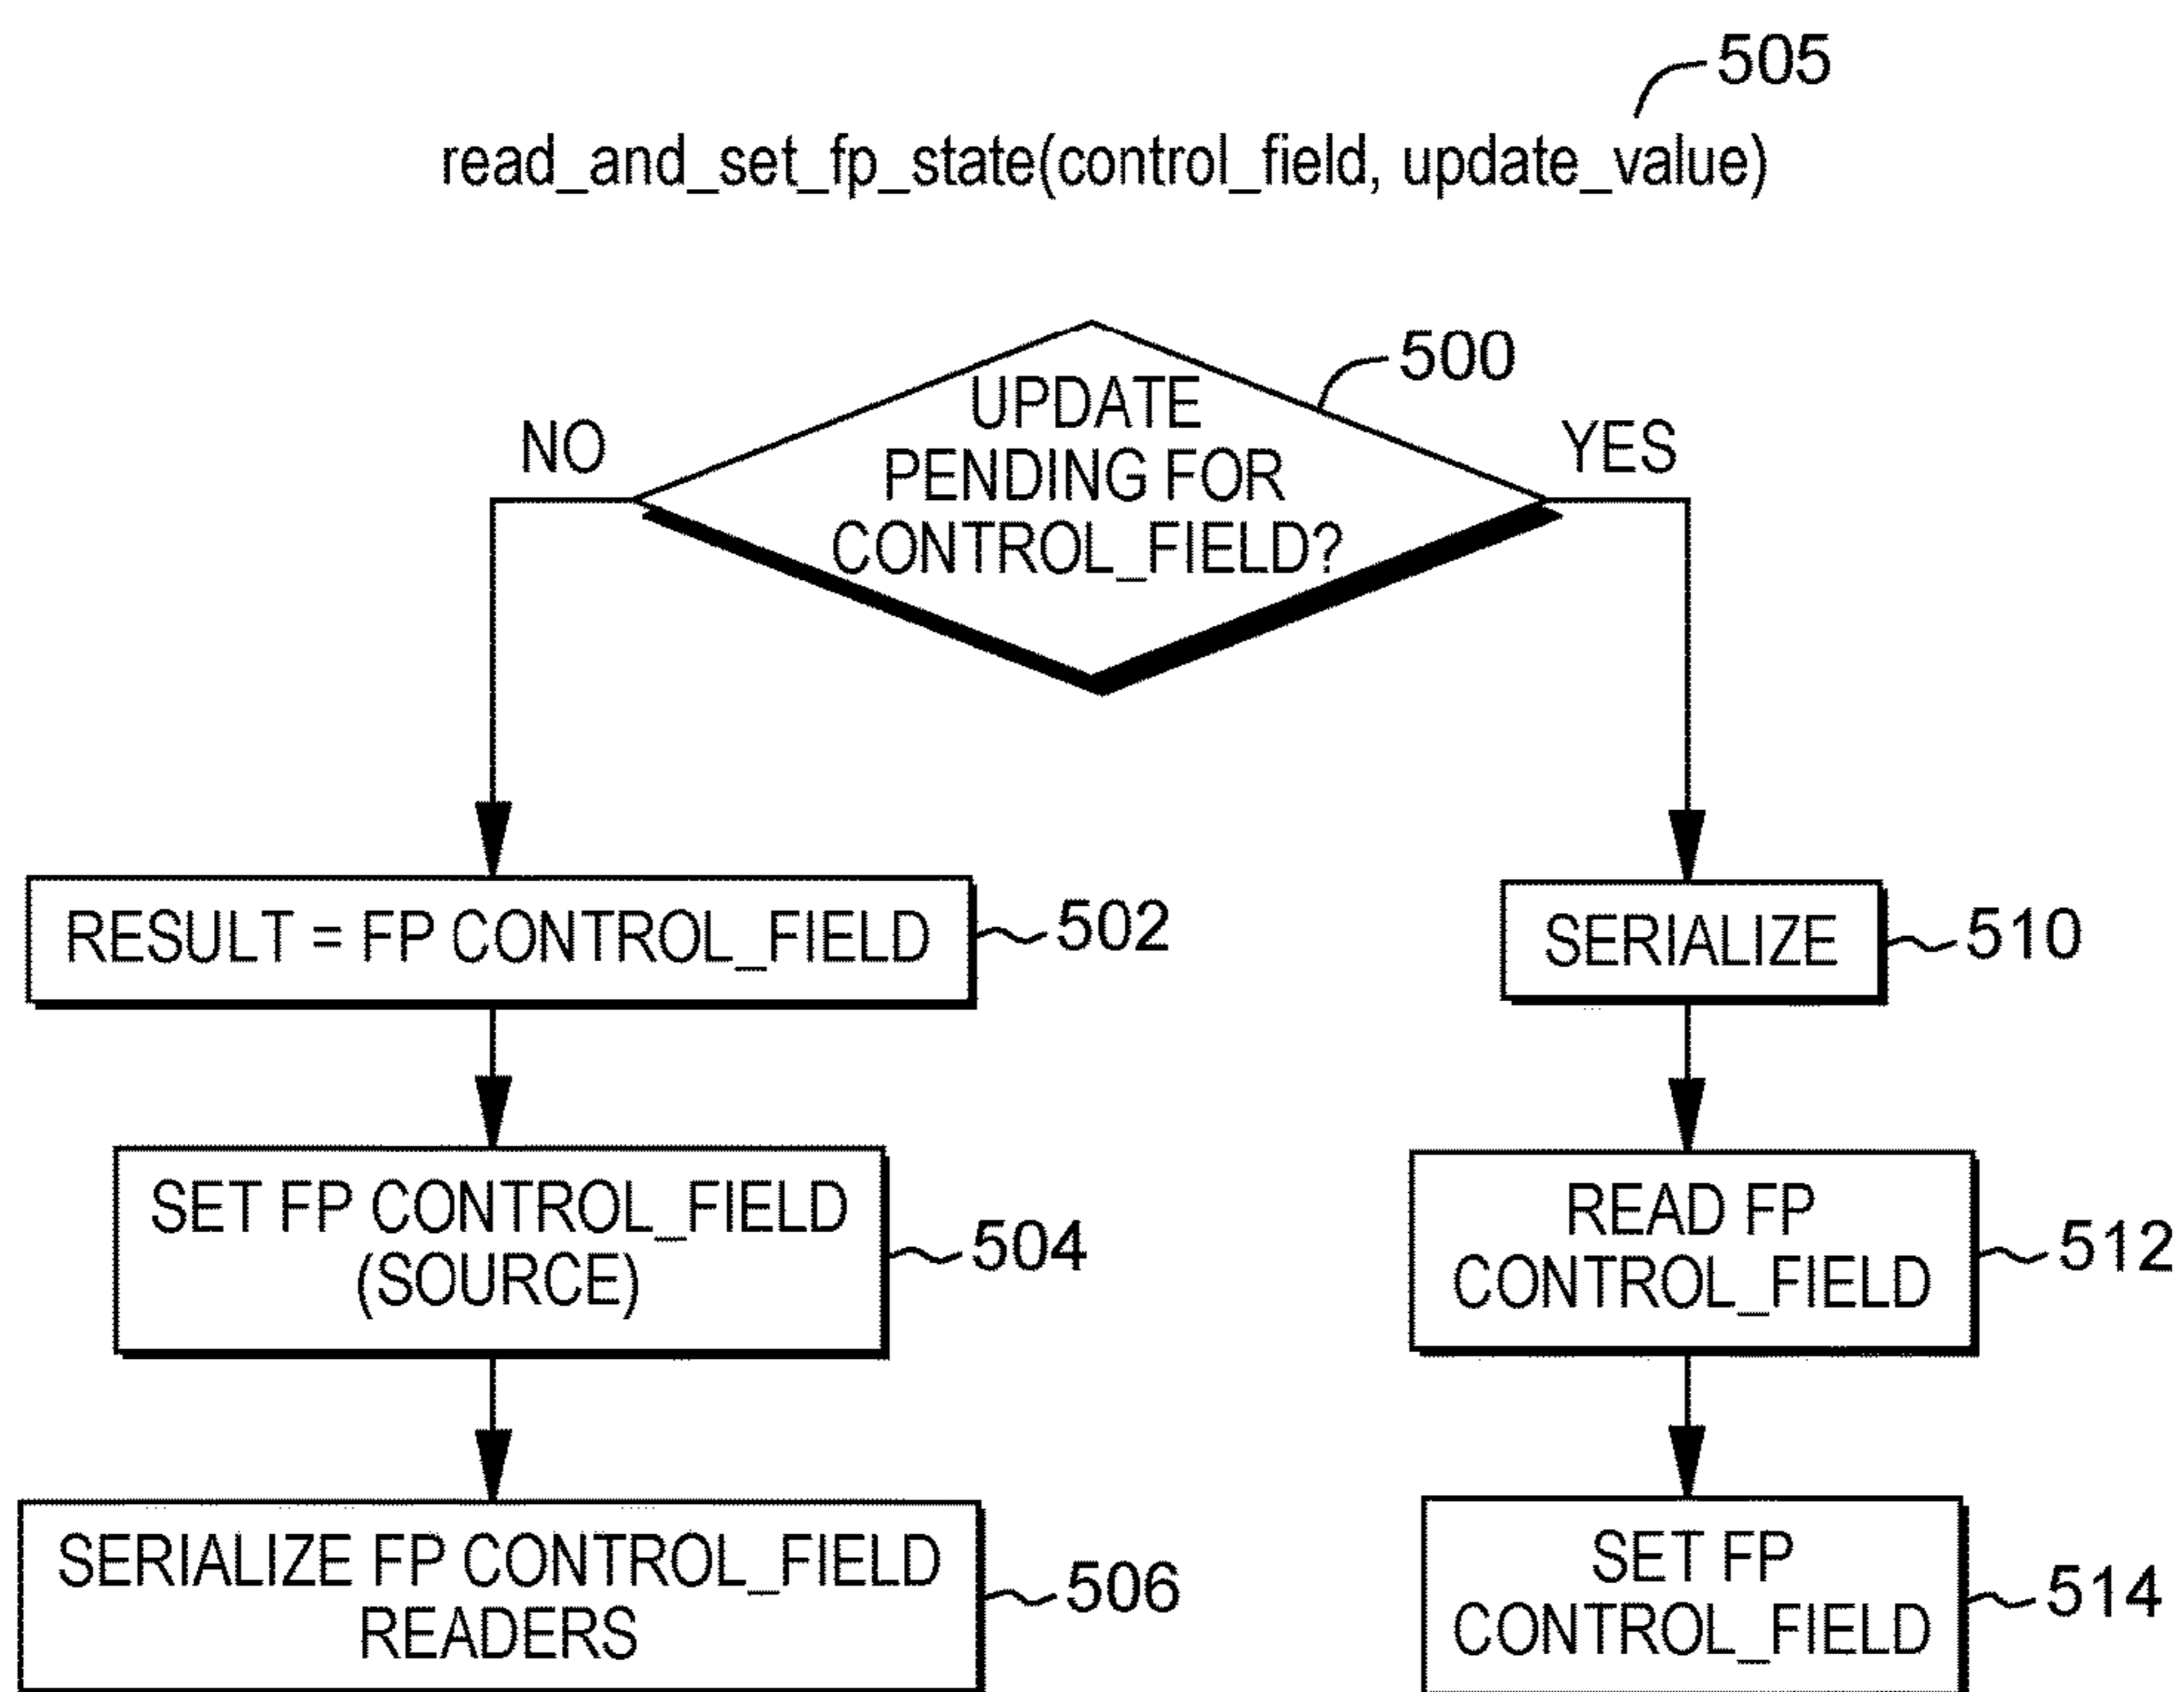 505
read_and_set_fp_state(control_field, update_value)
500
UPDATE
PENDING FOR
CONTROL_FIELD?
NO
YES
RESULT = FP CONTROL_FIELD
502
SERIALIZE
510
SET FP CONTROL_FIELD
(SOURCE)
504
READ FP
CONTROL_FIELD
512
SERIALIZE FP CONTROL_FIELD
READERS
506
SET FP
CONTROL_FIELD
514